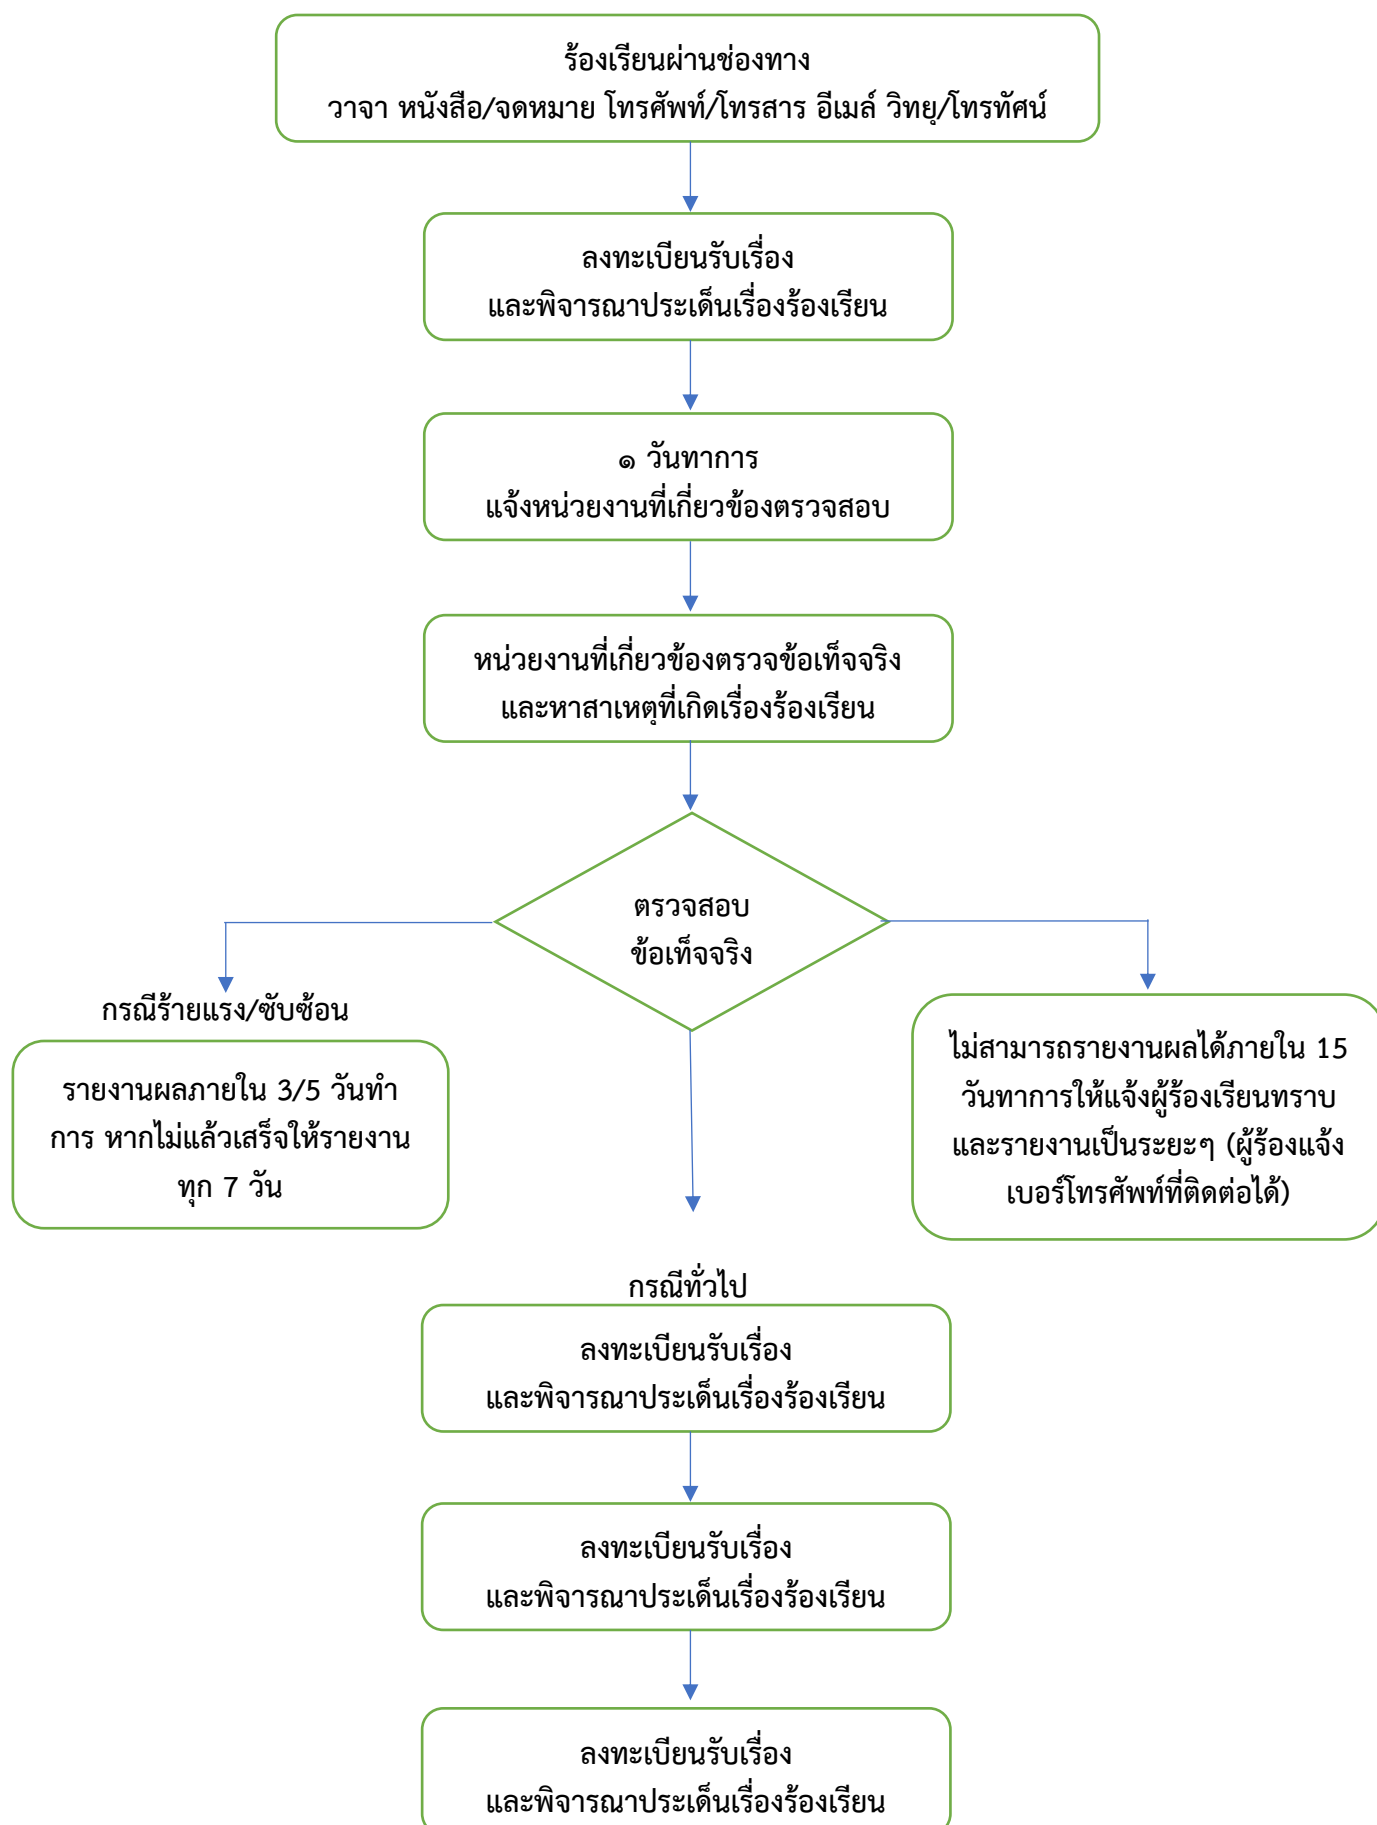 ร้องเรียนผ่านช่องทาง
วาจา หนังสือ/จดหมาย โทรศัพท์/โทรสาร อีเมล์ วิทยุ/โทรทัศน์
ลงทะเบียนรับเรื่อง
และพิจารณาประเด็นเรื่องร้องเรียน
๑ วันทาการ
แจ้งหน่วยงานที่เกี่ยวข้องตรวจสอบ
หน่วยงานที่เกี่ยวข้องตรวจข้อเท็จจริง
และหาสาเหตุที่เกิดเรื่องร้องเรียน
ตรวจสอบ
ข้อเท็จจริง
กรณีร้ายแรง/ซับซ้อน
รายงานผลภายใน 3/5 วันทำ
การ หากไม่แล้วเสร็จให้รายงาน
ทุก 7 วัน
ไม่สามารถรายงานผลได้ภายใน 15
วันทาการให้แจ้งผู้ร้องเรียนทราบ
และรายงานเป็นระยะๆ (ผู้ร้องแจ้ง
เบอร์โทรศัพท์ที่ติดต่อได้)
กรณีทั่วไป
ลงทะเบียนรับเรื่อง
และพิจารณาประเด็นเรื่องร้องเรียน
ลงทะเบียนรับเรื่อง
และพิจารณาประเด็นเรื่องร้องเรียน
ลงทะเบียนรับเรื่อง
และพิจารณาประเด็นเรื่องร้องเรียน